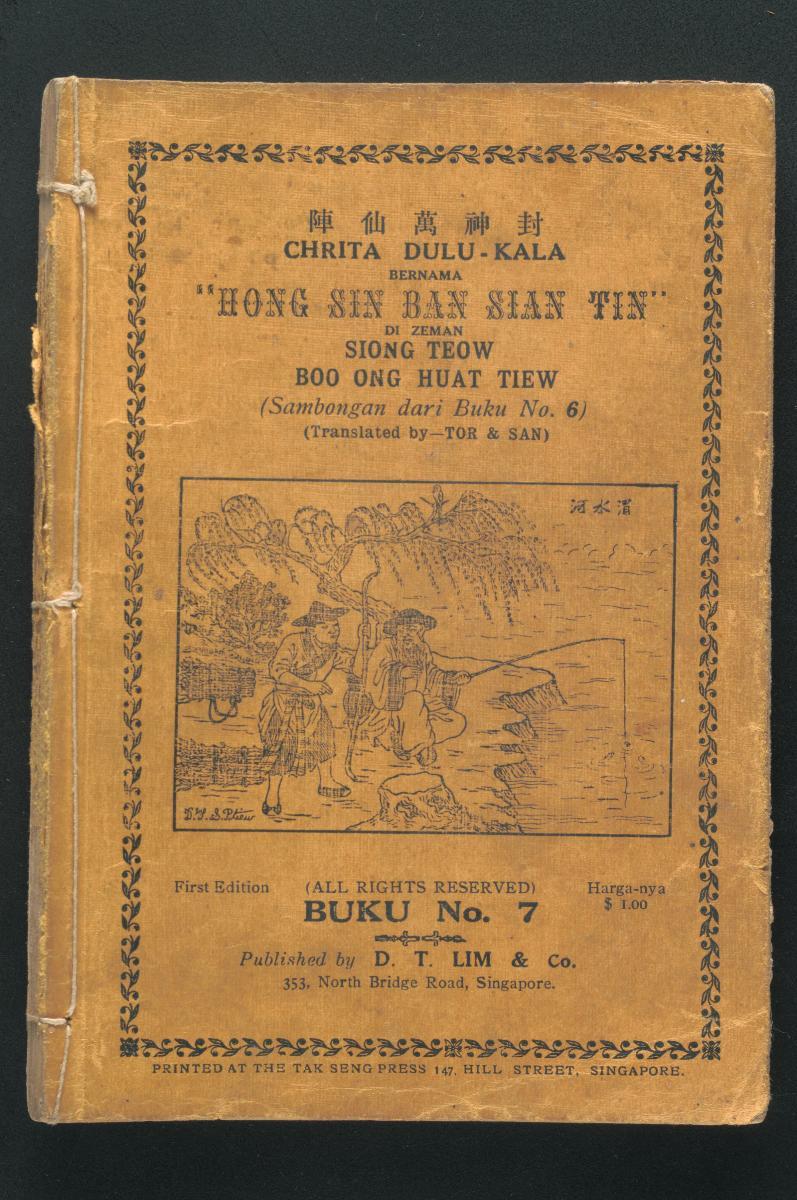 封神萬仙陣
CHRITA DULU-KALA
BERNAMA
"HONG SIN BAN SIAN TIN"
DI ZEMAN
SIONG TEOW
BOO ONG HUAT TIEW
(Sambongan dari Buku No. 6)
(Translated by—TOR & SAN)
渭水河
First Edition (ALL RIGHTS RESERVED) Harga-nya
$ 1.00
BUKU No. 7
Published by D. T. LIM & Co.
353, North Bridge Road, Singapore.
PRINTED AT THE TAK SENG PRESS 147, HILL STREET, SINGAPORE.